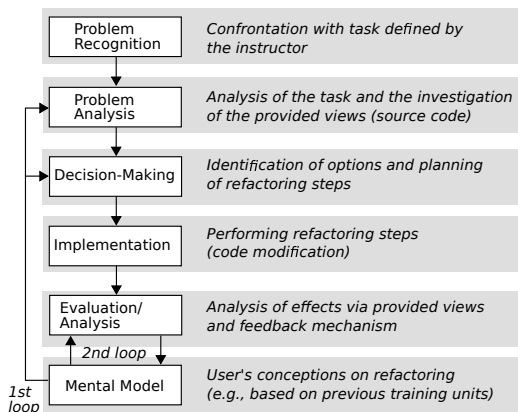 Problem
Recognition
Confrontation with task defined by
the instructor
Problem
Analysis
Analysis of the task and the investigation
of the provided views (source code)
Decision-Making
Identification of options and planning
of refactoring steps
Implementation
Performing refactoring steps
(code modification)
Evaluation/
Analysis
Analysis of effects via provided views
and feedback mechanism
2nd loop
Mental Model
User's conceptions on refactoring
(e.g., based on previous training units)
1st
loop